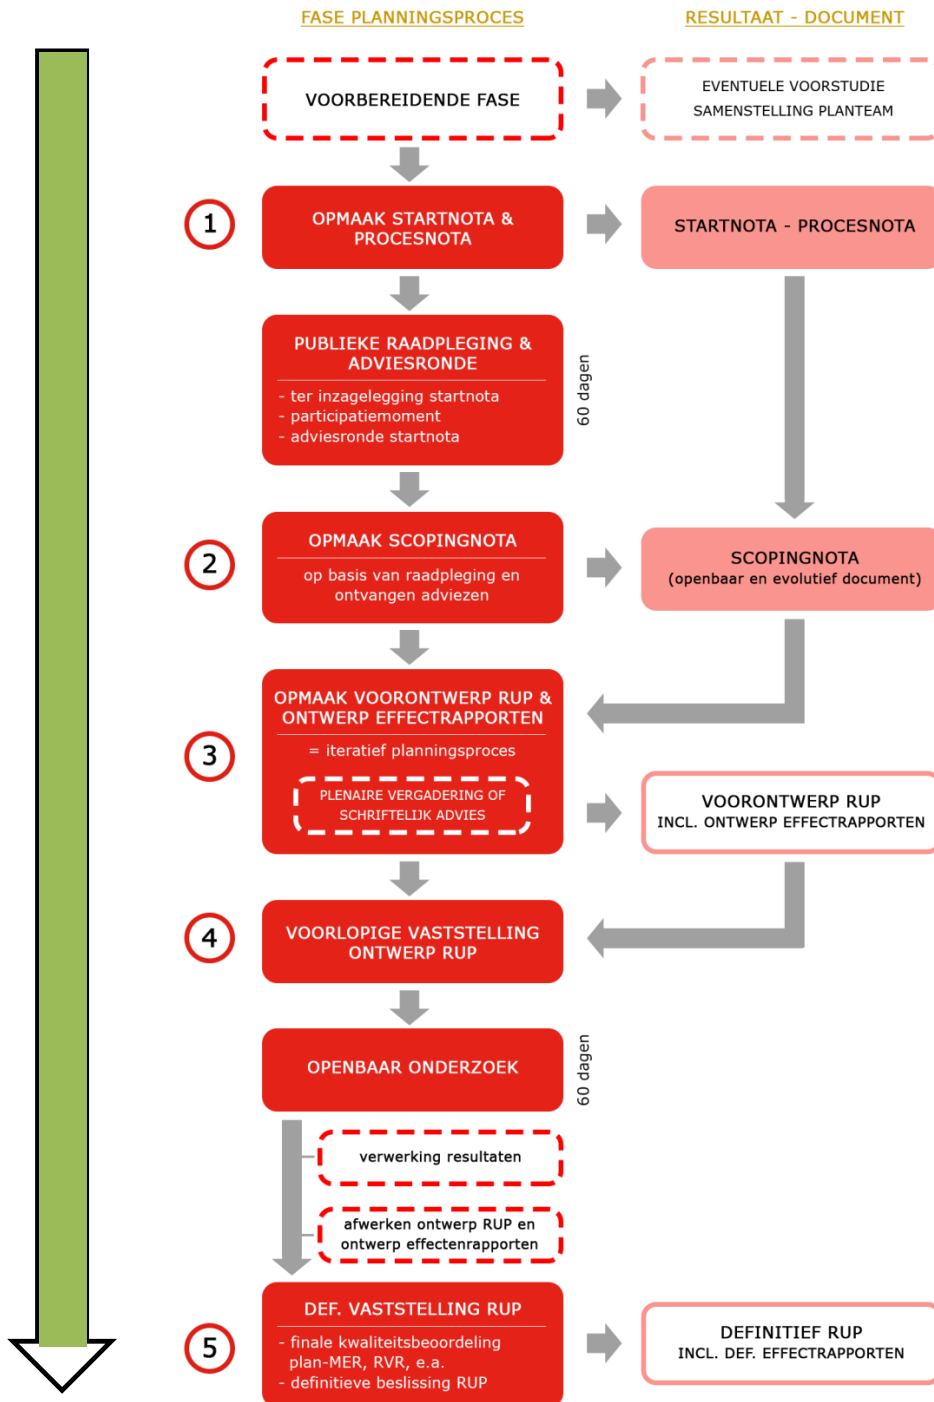 FASE PLANNINGSPROCES
RESULTAAT - DOCUMENT
VOORBEREIDENDE FASE
EVENTUELE VOORSTUDIE
SAMENSTELLING PLANTEAM
1
OPMAAK STARTNOTA &
PROCESNOTA
STARTNOTA - PROCESNOTA
PUBLIEKE RAADPLEGING &
ADVIESRONDE
- ter inzagelegging startnota
- participatiemoment
- adviesronde startnota
60 dagen
2
OPMAAK SCOPINGNOTA
op basis van raadpleging en
ontvangen adviezen
SCOPINGNOTA
(openbaar en evolutief document)
3
OPMAAK VOORONTWERP RUP &
ONTWERP EFFECTRAPPORTEN
= iteratief planningsproces
PLENAIRE VERGADERING OF
SCHRIFTELIJK ADVIES
VOORONTWERP RUP
INCL. ONTWERP EFFECTRAPPORTEN
4
VOORLOPIGE VASTSTELLING
ONTWERP RUP
OPENBAAR ONDERZOEK
60 dagen
verwerking resultaten
afwerken ontwerp RUP en
ontwerp effectenrapporten
5
DEF. VASTSTELLING RUP
- finale kwaliteitsbeoordeling
plan-MER, RVR, e.a.
- definitieve beslissing RUP
DEFINITIEF RUP
INCL. DEF. EFFECTRAPPORTEN